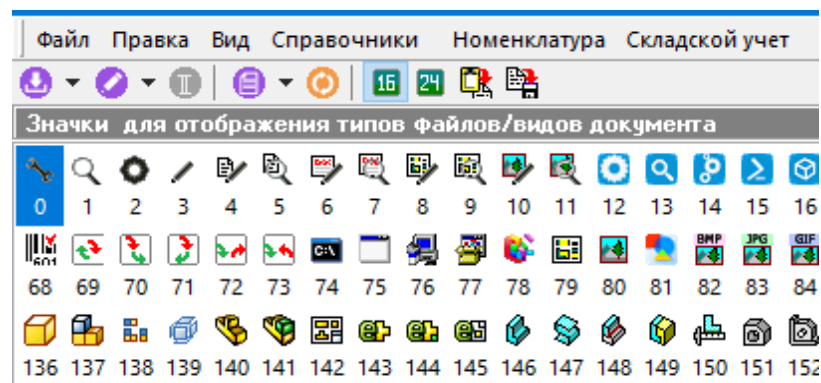 Файл Правка Вид Справочники Номенклатура Складской учет
16 24
Значки для отображения типов файлов/видов документа
0 1 2 3 4 5 6 7 8 9 10 11 12 13 14 15 16
601 C:\ BMP JPG GIF
68 69 70 71 72 73 74 75 76 77 78 79 80 81 82 83 84
136 137 138 139 140 141 142 143 144 145 146 147 148 149 150 151 152